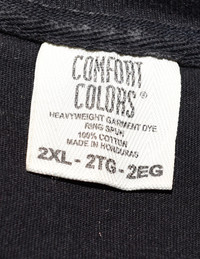 COMFORT
COLORS®
HEAVYWEIGHT GARMENT DYE
RING SPUN
100% COTTON
MADE IN HONDURAS
2XL - 2TG - 2EG